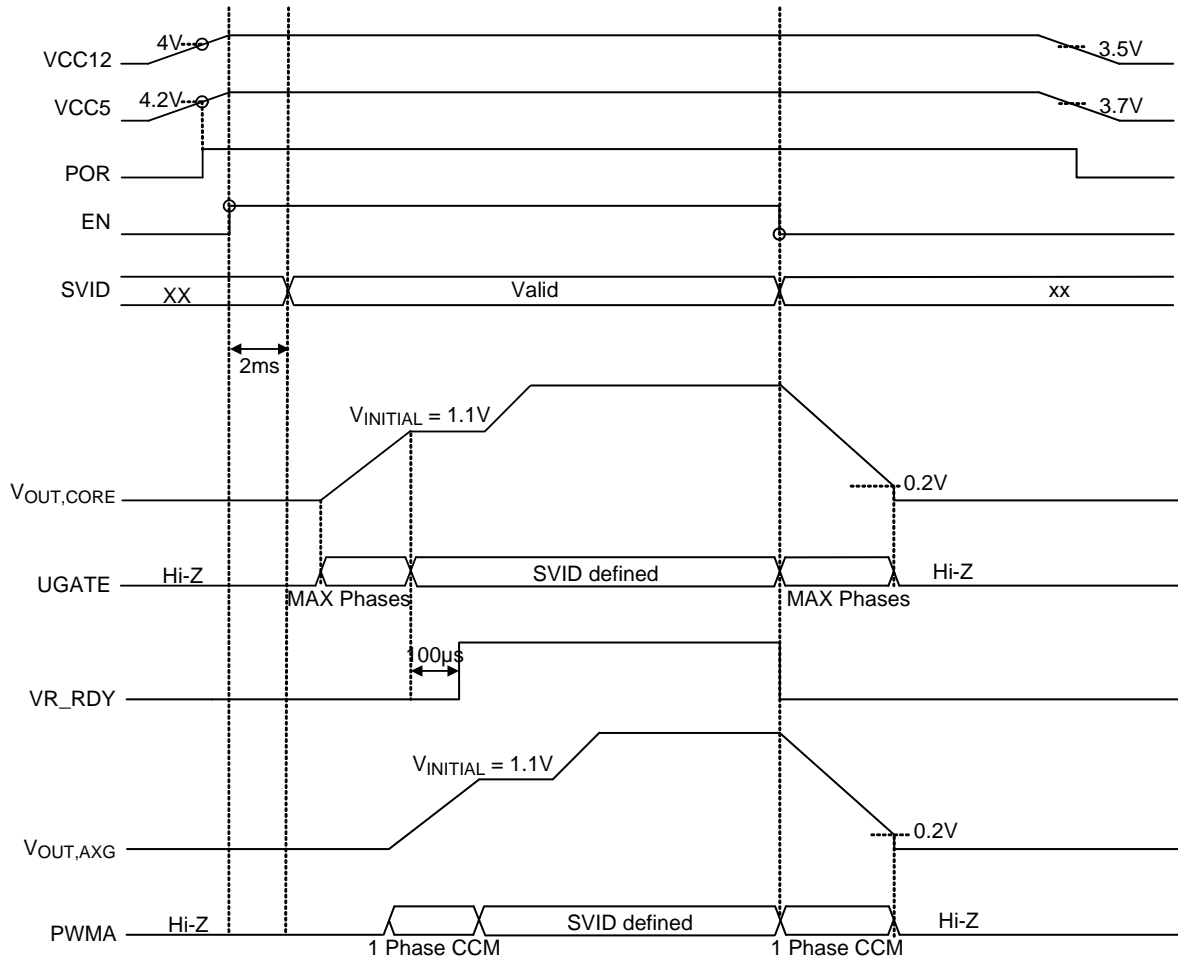 4V
VCC12
3.5V
4.2V
VCC5
3.7V
POR
EN
SVID
XX
Valid
xx
2ms
VINITIAL = 1.1V
VOUT,CORE
0.2V
UGATE
Hi-Z
SVID defined
Hi-Z
MAX Phases
MAX Phases
100µs
VR_RDY
VINITIAL = 1.1V
VOUT,AXG
0.2V
PWMA
Hi-Z
SVID defined
Hi-Z
1 Phase CCM
1 Phase CCM